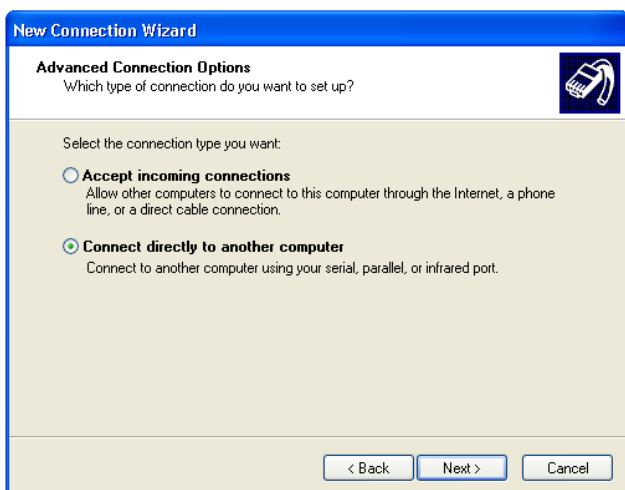 New Connection Wizard
Advanced Connection Options
Which type of connection do you want to set up?
Select the connection type you want:
Accept incoming connections
Allow other computers to connect to this computer through the Internet, a phone
line, or a direct cable connection.
Connect directly to another computer
Connect to another computer using your serial, parallel, or infrared port.
< Back Next > Cancel